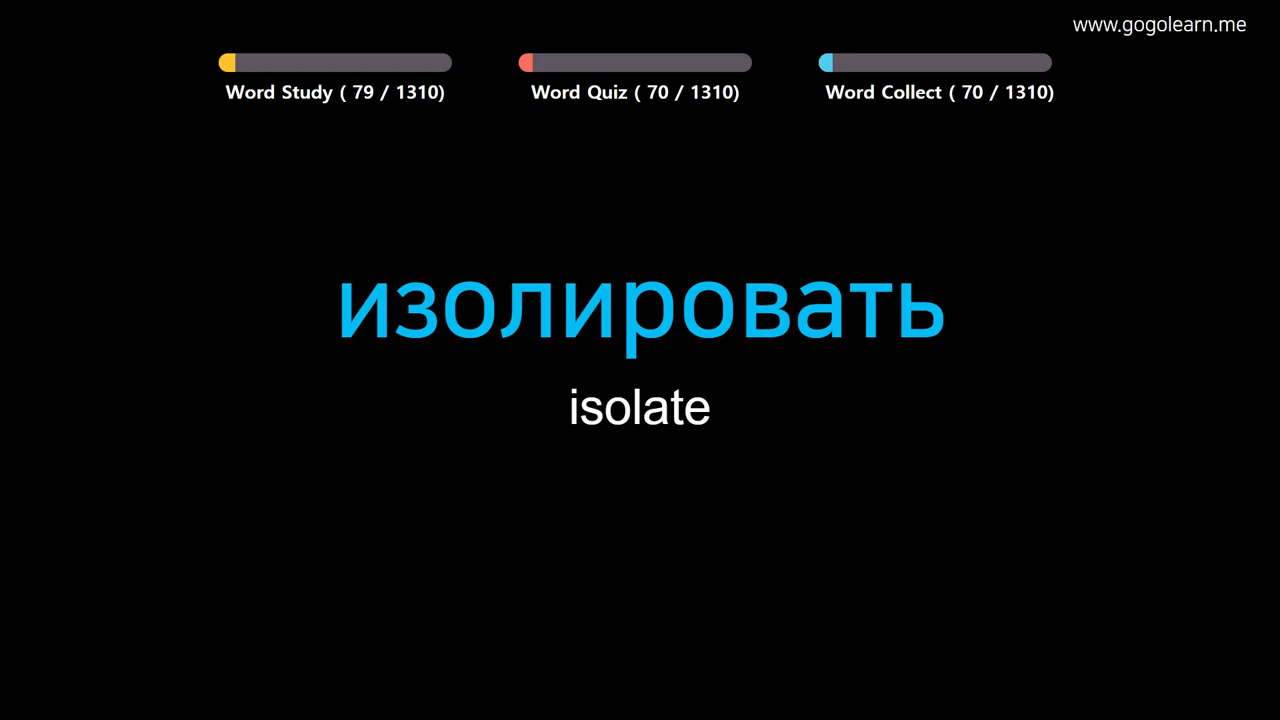 www.gogolearn.me
Word Study ( 79 / 1310)
Word Quiz ( 70 / 1310)
Word Collect ( 70 / 1310)
изолировать
isolate